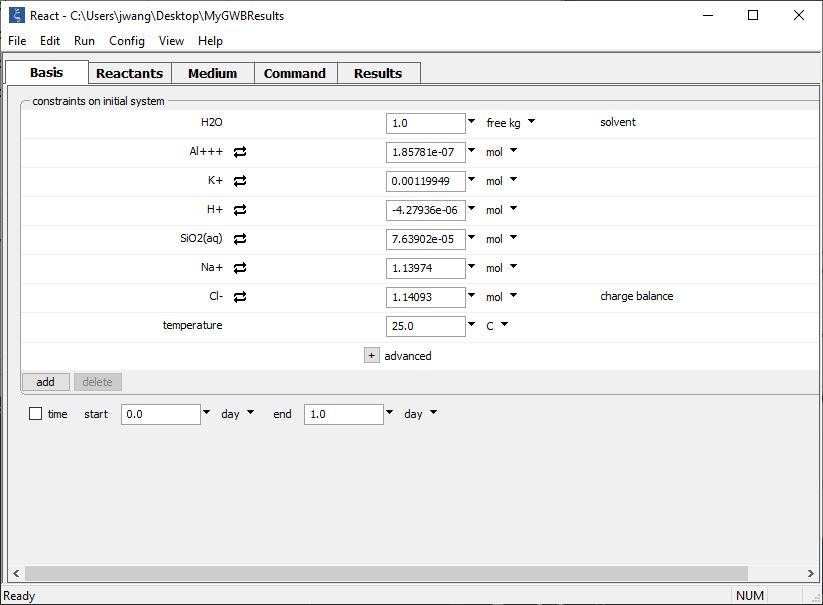 React - C:\Users\jwang\Desktop\MyGWBResults
File Edit Run Config View Help
Basis Reactants Medium Command Results
constraints on initial system
H2O 1.0 free kg solvent
Al+++ 1.85781e-07 mol
K+ 0.00119949 mol
H+ -4.27936e-06 mol
SiO2(aq) 7.63902e-05 mol
Na+ 1.13974 mol
Cl- 1.14093 mol charge balance
temperature 25.0 C
+ advanced
add delete
time start 0.0 day end 1.0 day
Ready NUM